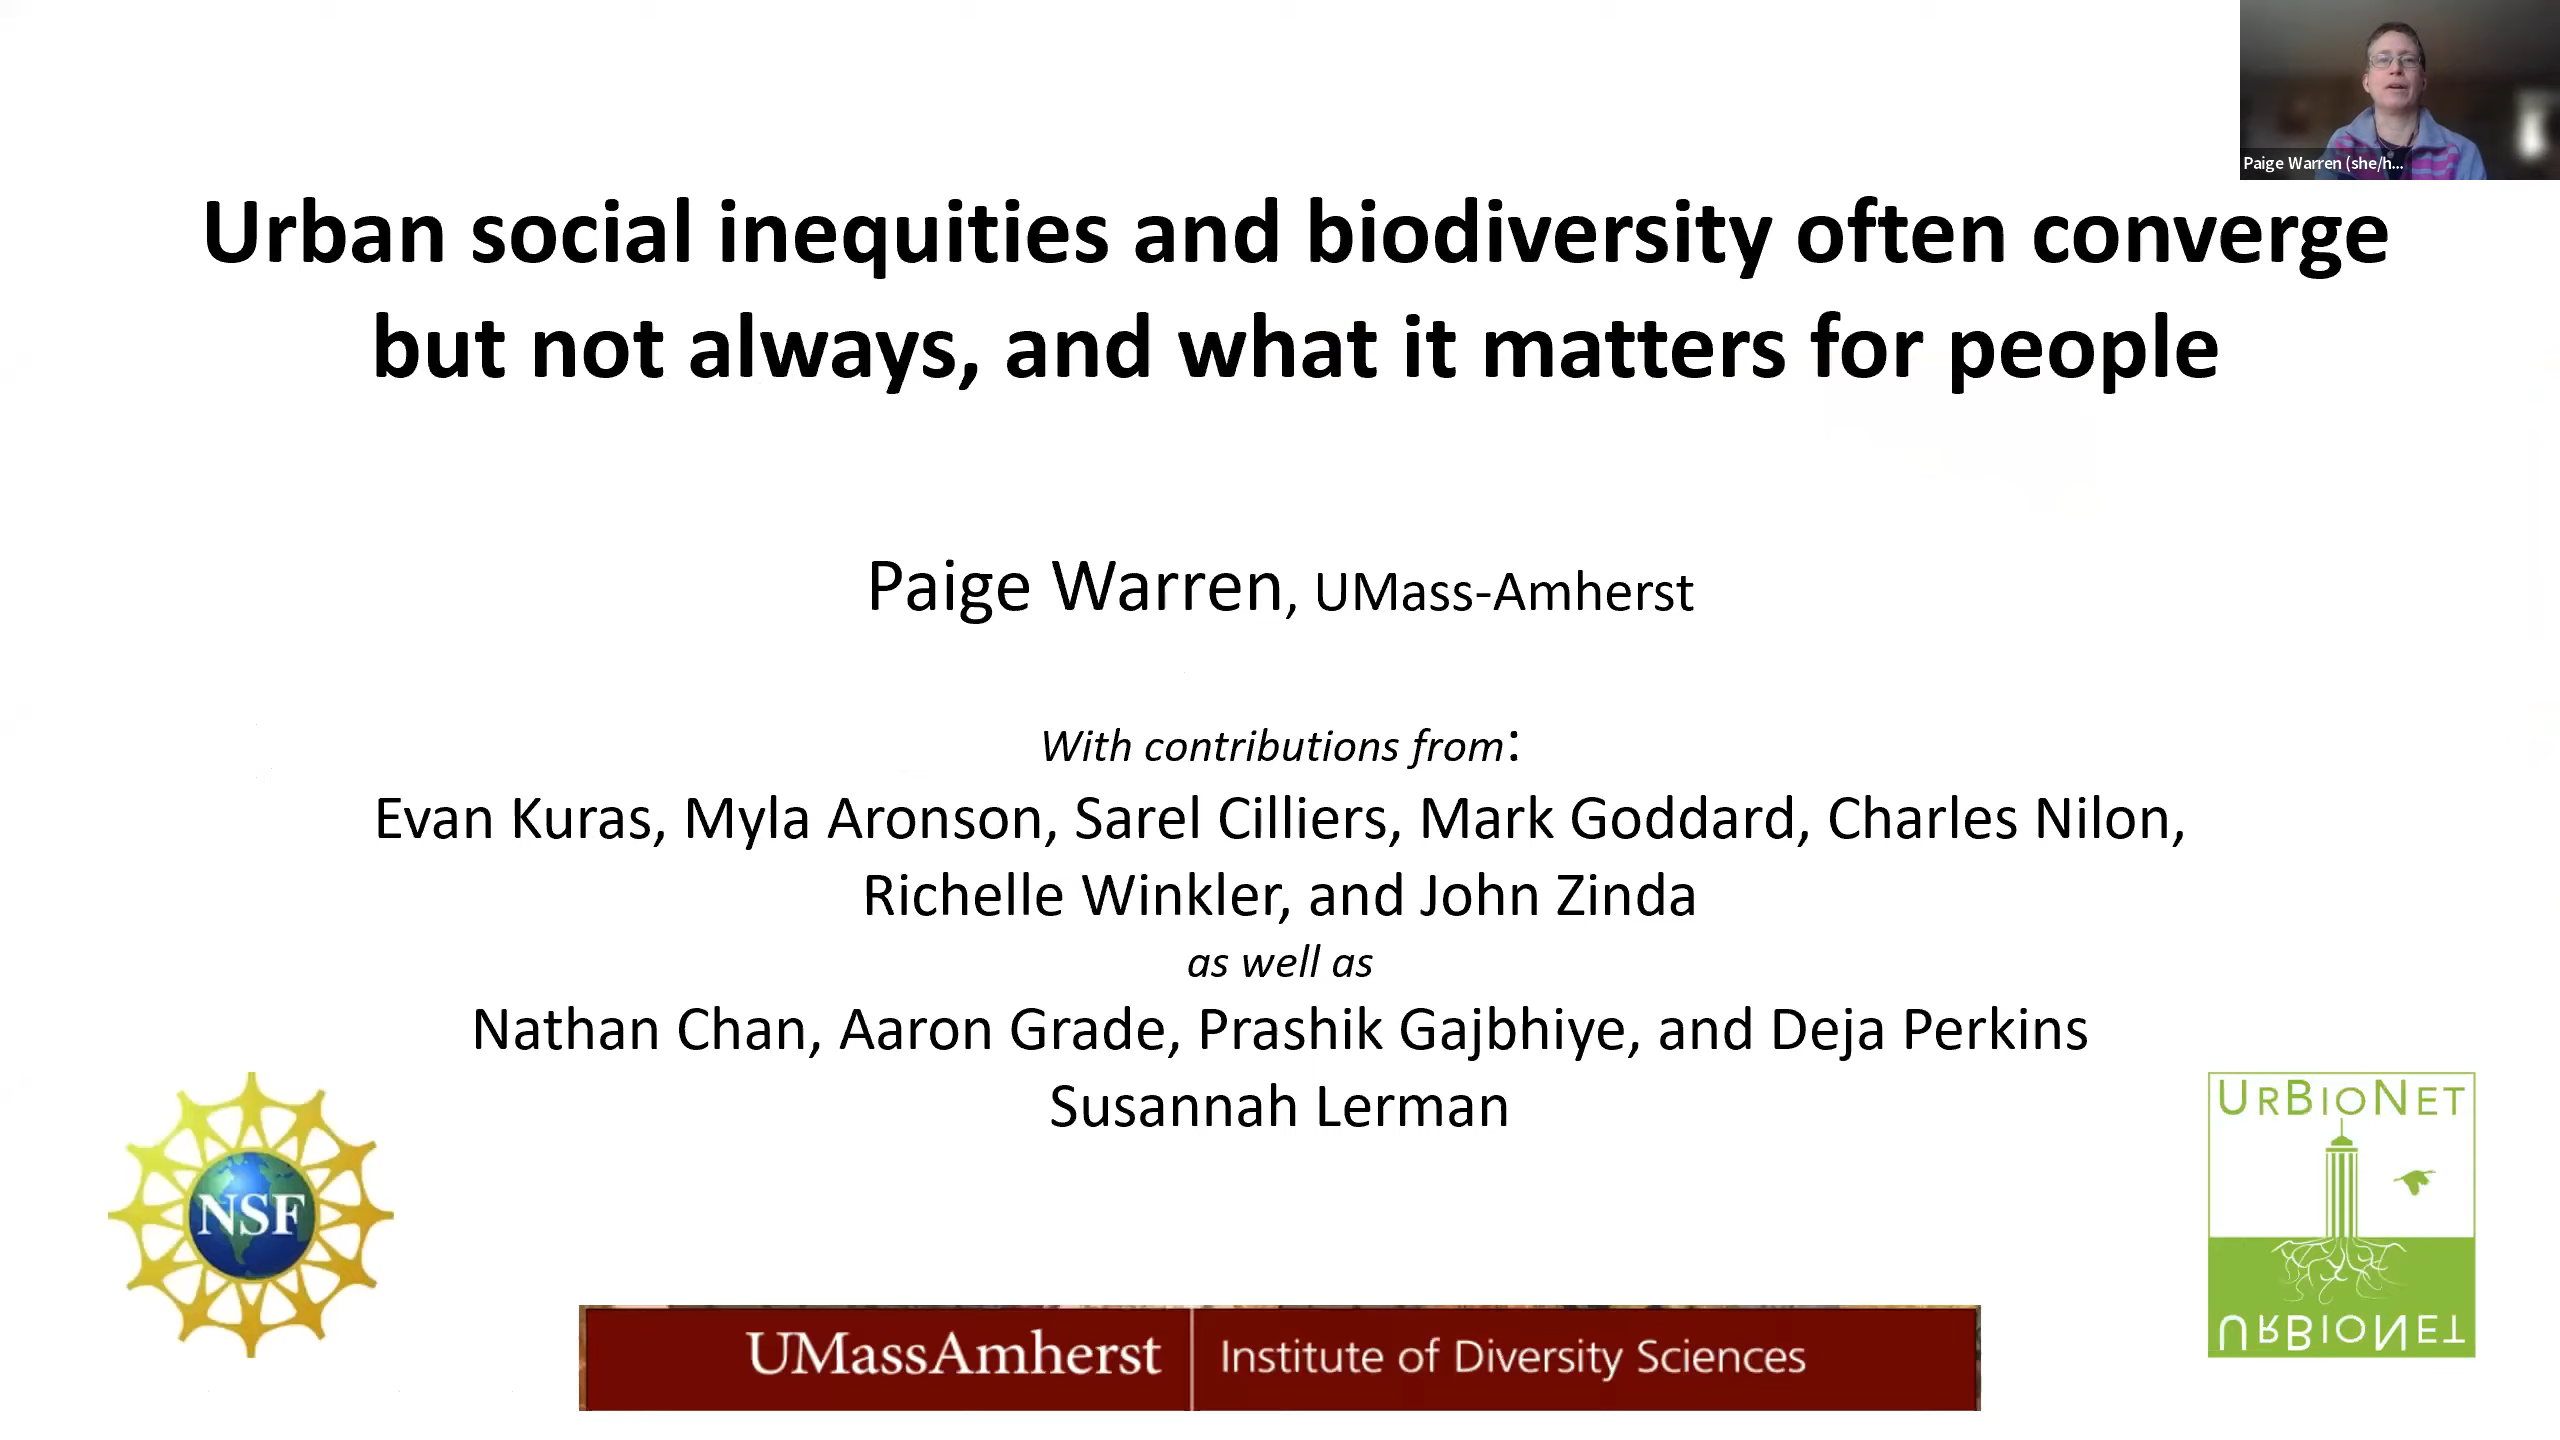 Paige Warren (she/h...
Urban social inequities and biodiversity often converge
but not always, and what it matters for people
Paige Warren, UMass-Amherst
With contributions from:
Evan Kuras, Myla Aronson, Sarel Cilliers, Mark Goddard, Charles Nilon,
Richelle Winkler, and John Zinda
as well as
Nathan Chan, Aaron Grade, Prashik Gajbhiye, and Deja Perkins
Susannah Lerman
NSF
URBIONET
URBIONET
UMassAmherst Institute of Diversity Sciences